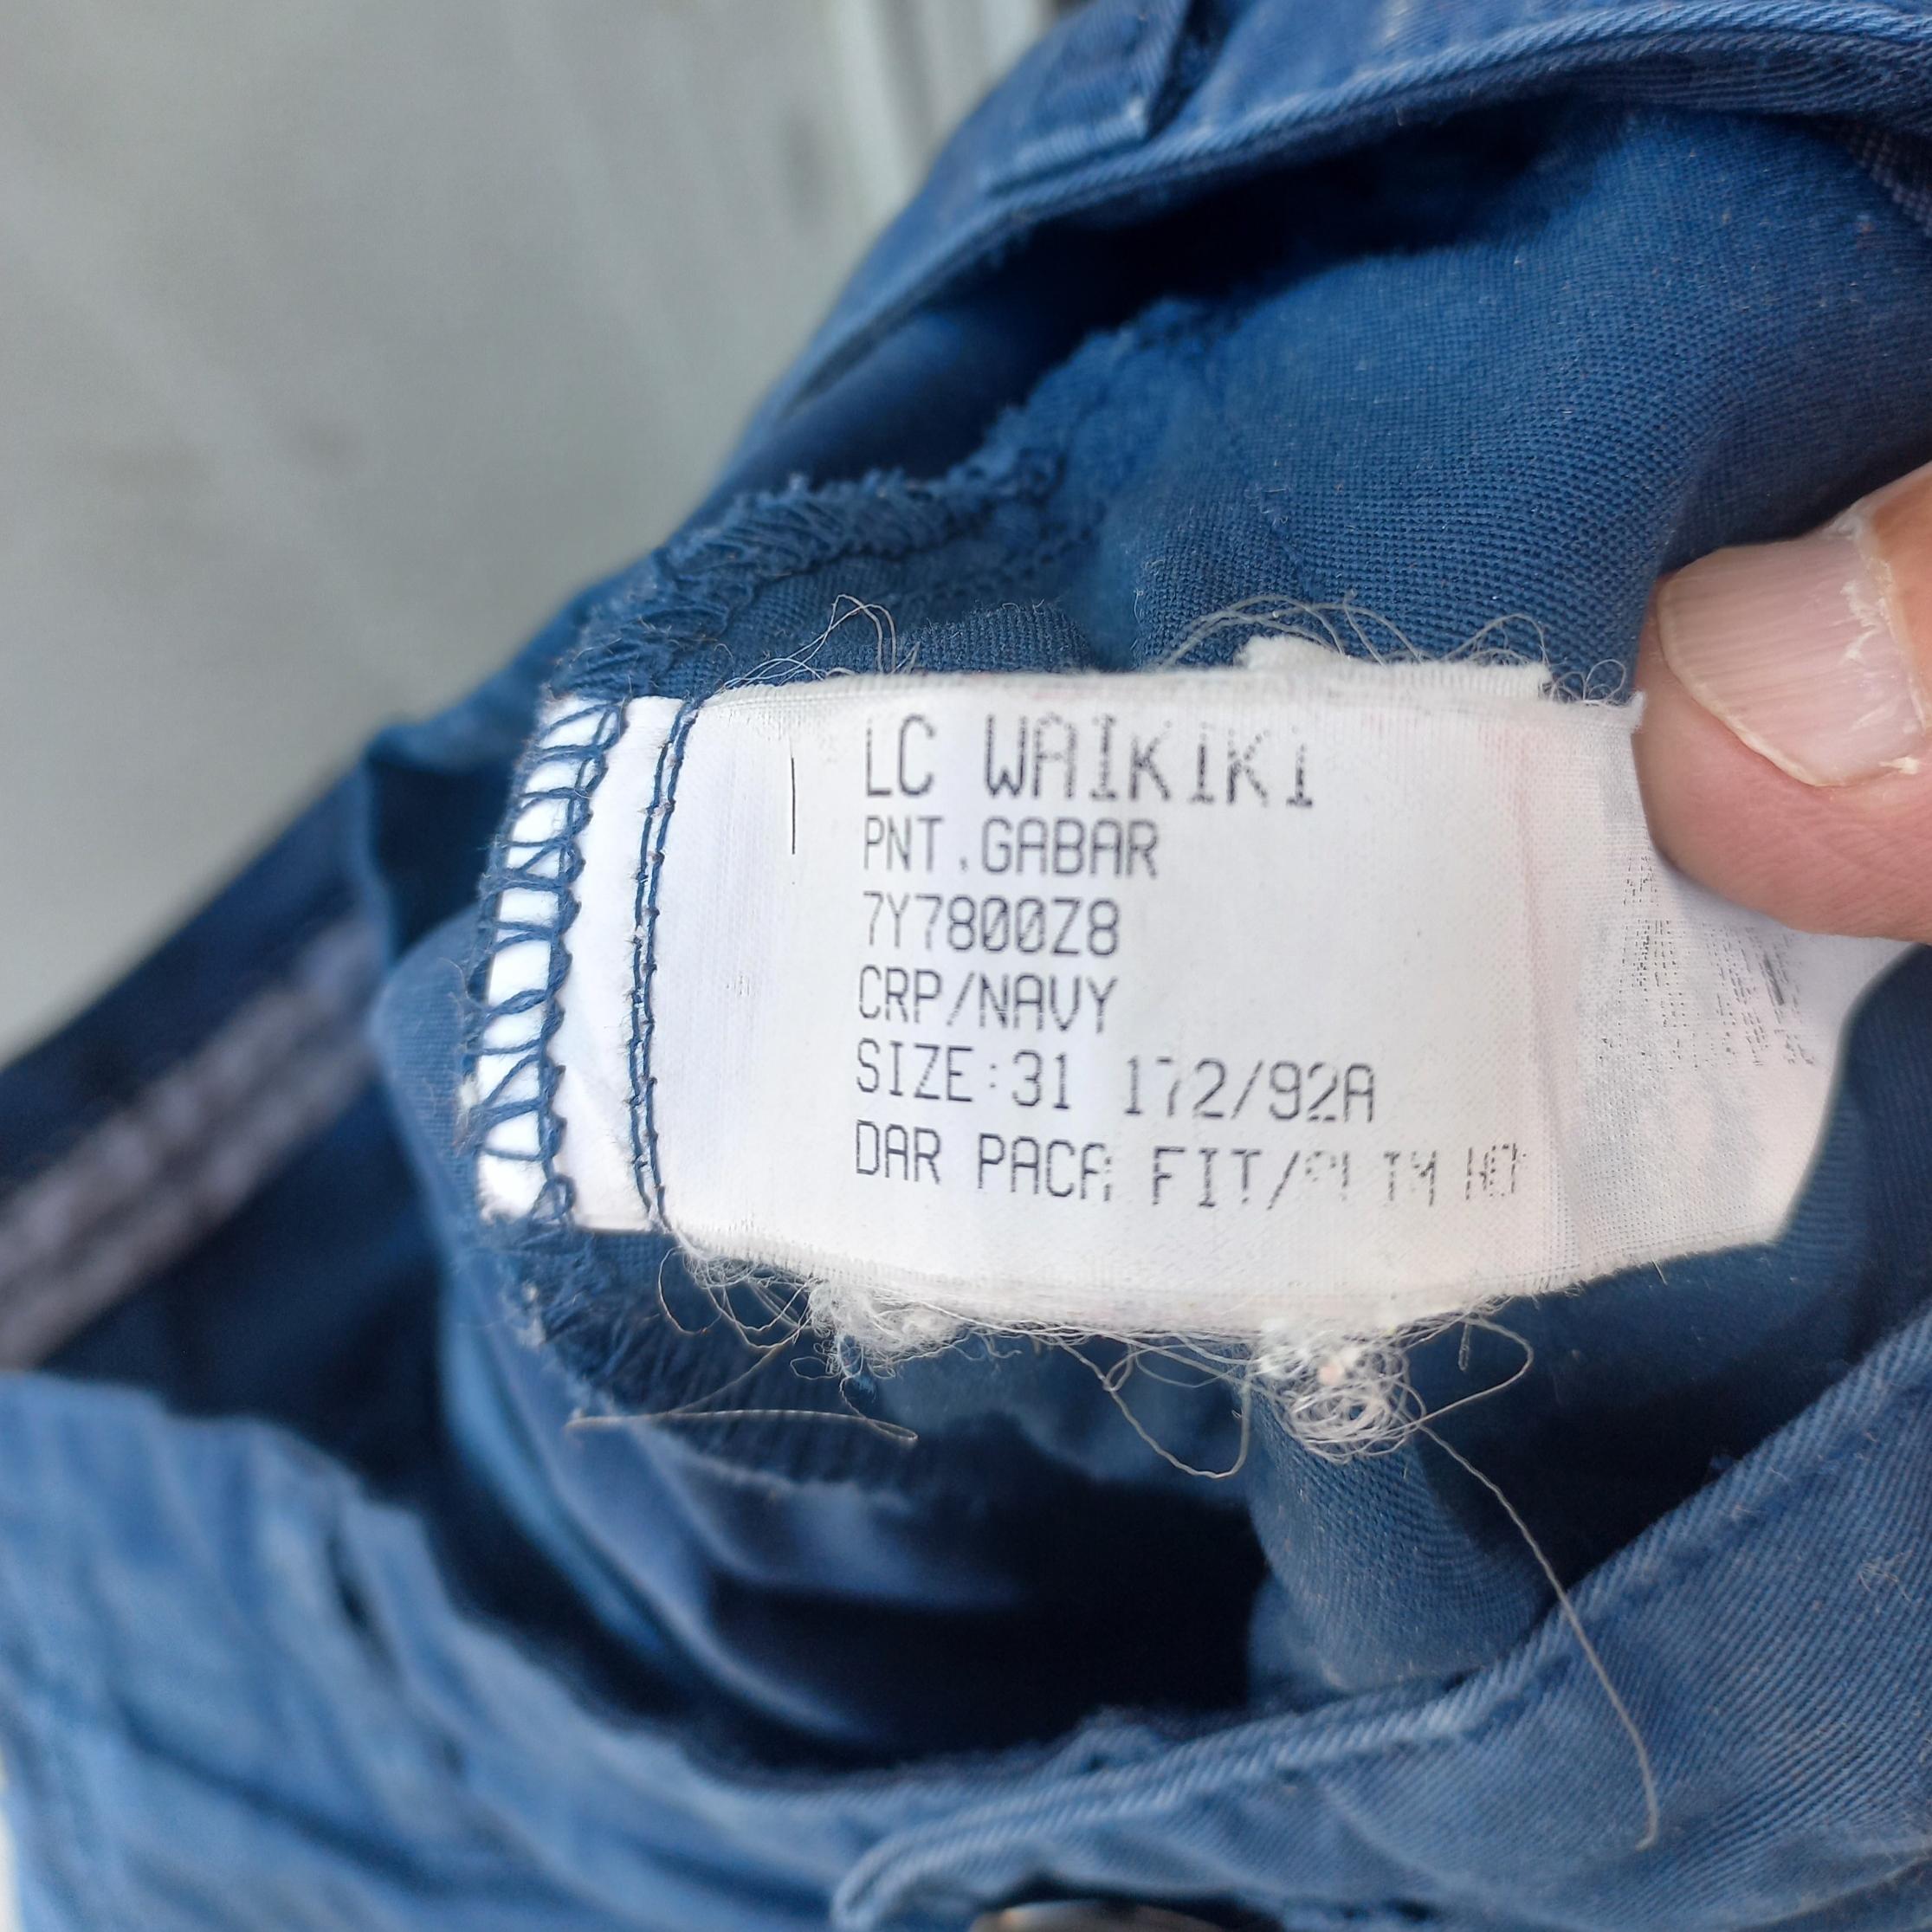 LC WAIKIKI
PNT.GABAR
7Y7800Z8
CRP/NAVY
SIZE:31 172/92A
DAR PACA FIT/